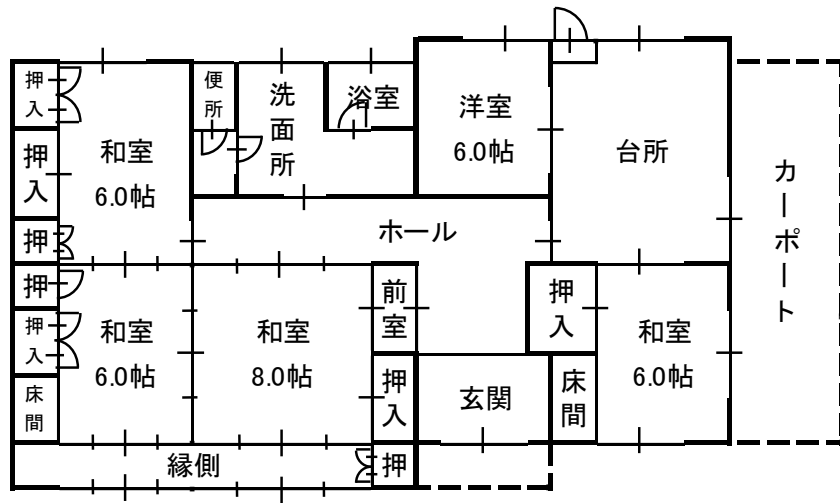 押
入
押
入
押
押
押
入
床
間
和室
6.0帖
便
所
洗
面
所
浴室
洋室
6.0帖
台所
カーポート
ホール
和室
6.0帖
和室
8.0帖
前
室
押
入
押
入
和室
6.0帖
床
間
玄関
縁側
押